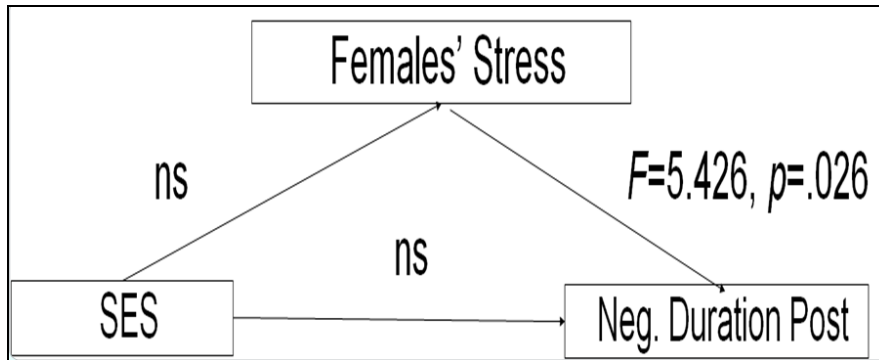 Females' Stress
ns
F=5.426, p=.026
ns
SES
Neg. Duration Post